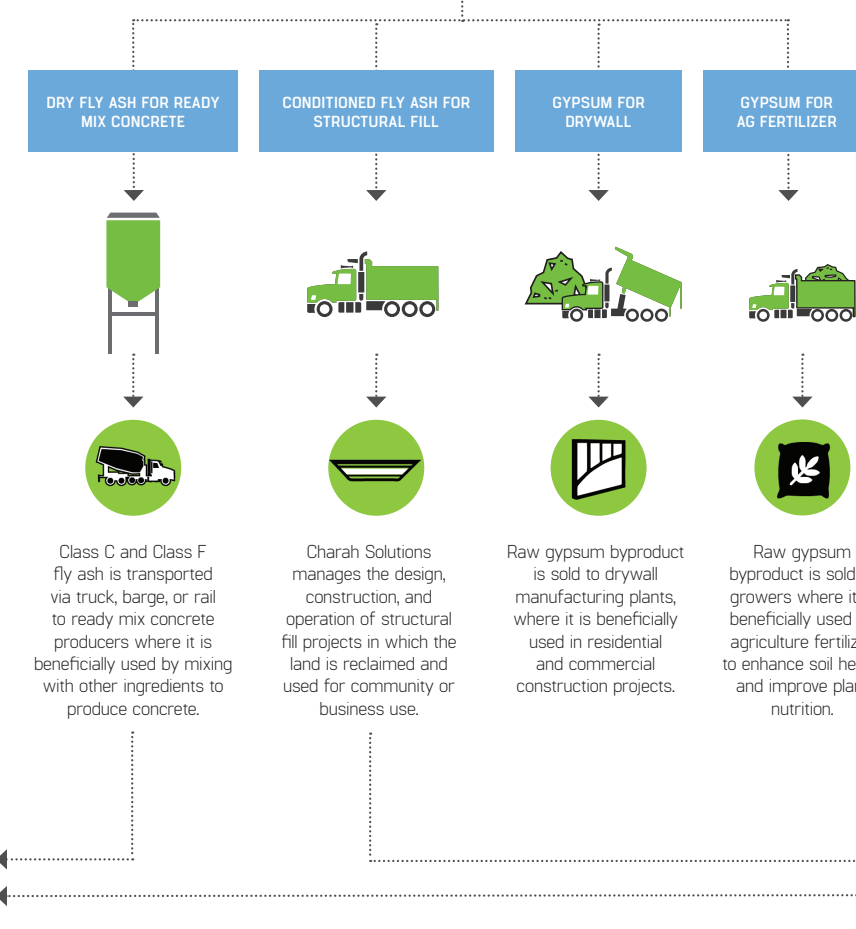 DRY FLY ASH FOR READY
MIX CONCRETE
CONDITIONED FLY ASH FOR
STRUCTURAL FILL
GYPSUM FOR
DRYWALL
GYPSUM FOR
AG FERTILIZER
Class C and Class F
fly ash is transported
via truck, barge, or rail
to ready mix concrete
producers where it is
beneficially used by mixing
with other ingredients to
produce concrete.
Charah Solutions
manages the design,
construction, and
operation of structural
fill projects in which the
land is reclaimed and
used for community or
business use.
Raw gypsum byproduct
is sold to drywall
manufacturing plants,
where it is beneficially
used in residential
and commercial
construction projects.
Raw gypsum
byproduct is sold
growers where it
beneficially used
agriculture
to enhance soil
and improve
nutrition.